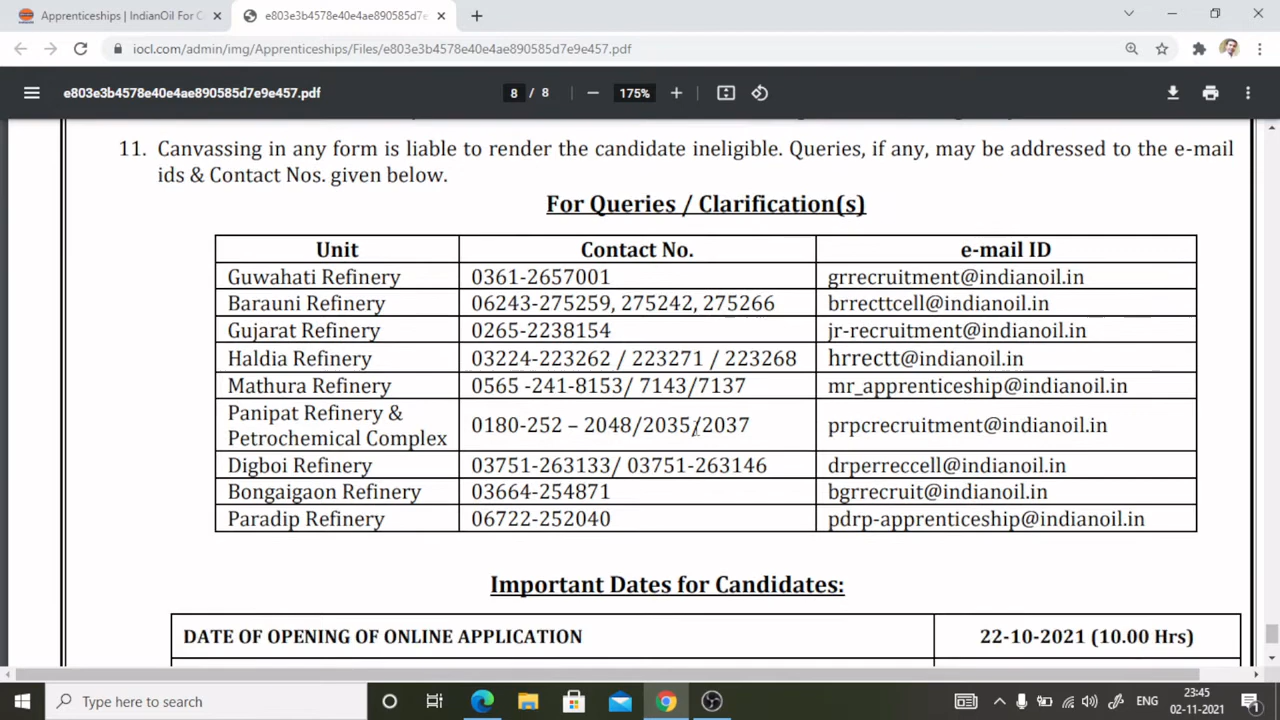 Apprenticeships | IndianOil For C
e803e3b4578e40e4ae890585d7e9e457.pdf
iocl.com/admin/img/Apprenticeships/Files/e803e3b4578e40e4ae890585d7e9e457.pdf
e803e3b4578e40e4ae890585d7e9e457.pdf 8 / 8 175%
11. Canvassing in any form is liable to render the candidate ineligible. Queries, if any, may be addressed to the e-mail
ids & Contact Nos. given below.
For Queries / Clarification(s)
Unit Contact No. e-mail ID
Guwahati Refinery 0361-2657001 grrecruitment@indianoil.in
Barauni Refinery 06243-275259, 275242, 275266 brrecttcell@indianoil.in
Gujarat Refinery 0265-2238154 jr-recruitment@indianoil.in
Haldia Refinery 03224-223262 / 223271 / 223268 hrrectt@indianoil.in
Mathura Refinery 0565 -241-8153/ 7143/7137 mr_apprenticeship@indianoil.in
Panipat Refinery &
Petrochemical Complex 0180-252 – 2048/2035/2037 prpcrecruitment@indianoil.in
Digboi Refinery 03751-263133/ 03751-263146 drperreccell@indianoil.in
Bongaigaon Refinery 03664-254871 bgrrecruit@indianoil.in
Paradip Refinery 06722-252040 pdrp-apprenticeship@indianoil.in
Important Dates for Candidates:
DATE OF OPENING OF ONLINE APPLICATION 22-10-2021 (10.00 Hrs)
Type here to search
ENG
23:45
02-11-2021
1